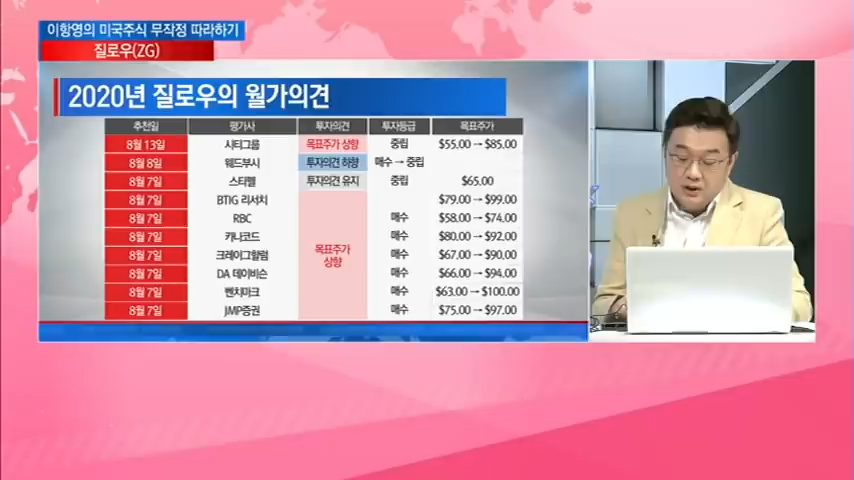 이항영의 미국주식 무작정 따라하기
질로우(ZG)
2020년 질로우의 월가의견
추천일 평가사 투자의견 투자등급 목표주가
8월 13일 시티그룹 목표주가 상향 중립 $55.00 → $85.00
8월 8일 웨드부시 투자의견 하향 매수 → 중립
8월 7일 스티펠 투자의견 유지 중립 $65.00
8월 7일 BTIG 리서치 $79.00 → $99.00
8월 7일 RBC 매수 $58.00 → $74.00
8월 7일 카나코드 매수 $80.00 → $92.00
목표주가
상향
8월 7일 크레이그할럼 매수 $67.00 → $90.00
8월 7일 DA 데이비슨 매수 $66.00 → $94.00
8월 7일 벤치마크 매수 $63.00 → $100.00
8월 7일 JMP증권 매수 $75.00 → $97.00